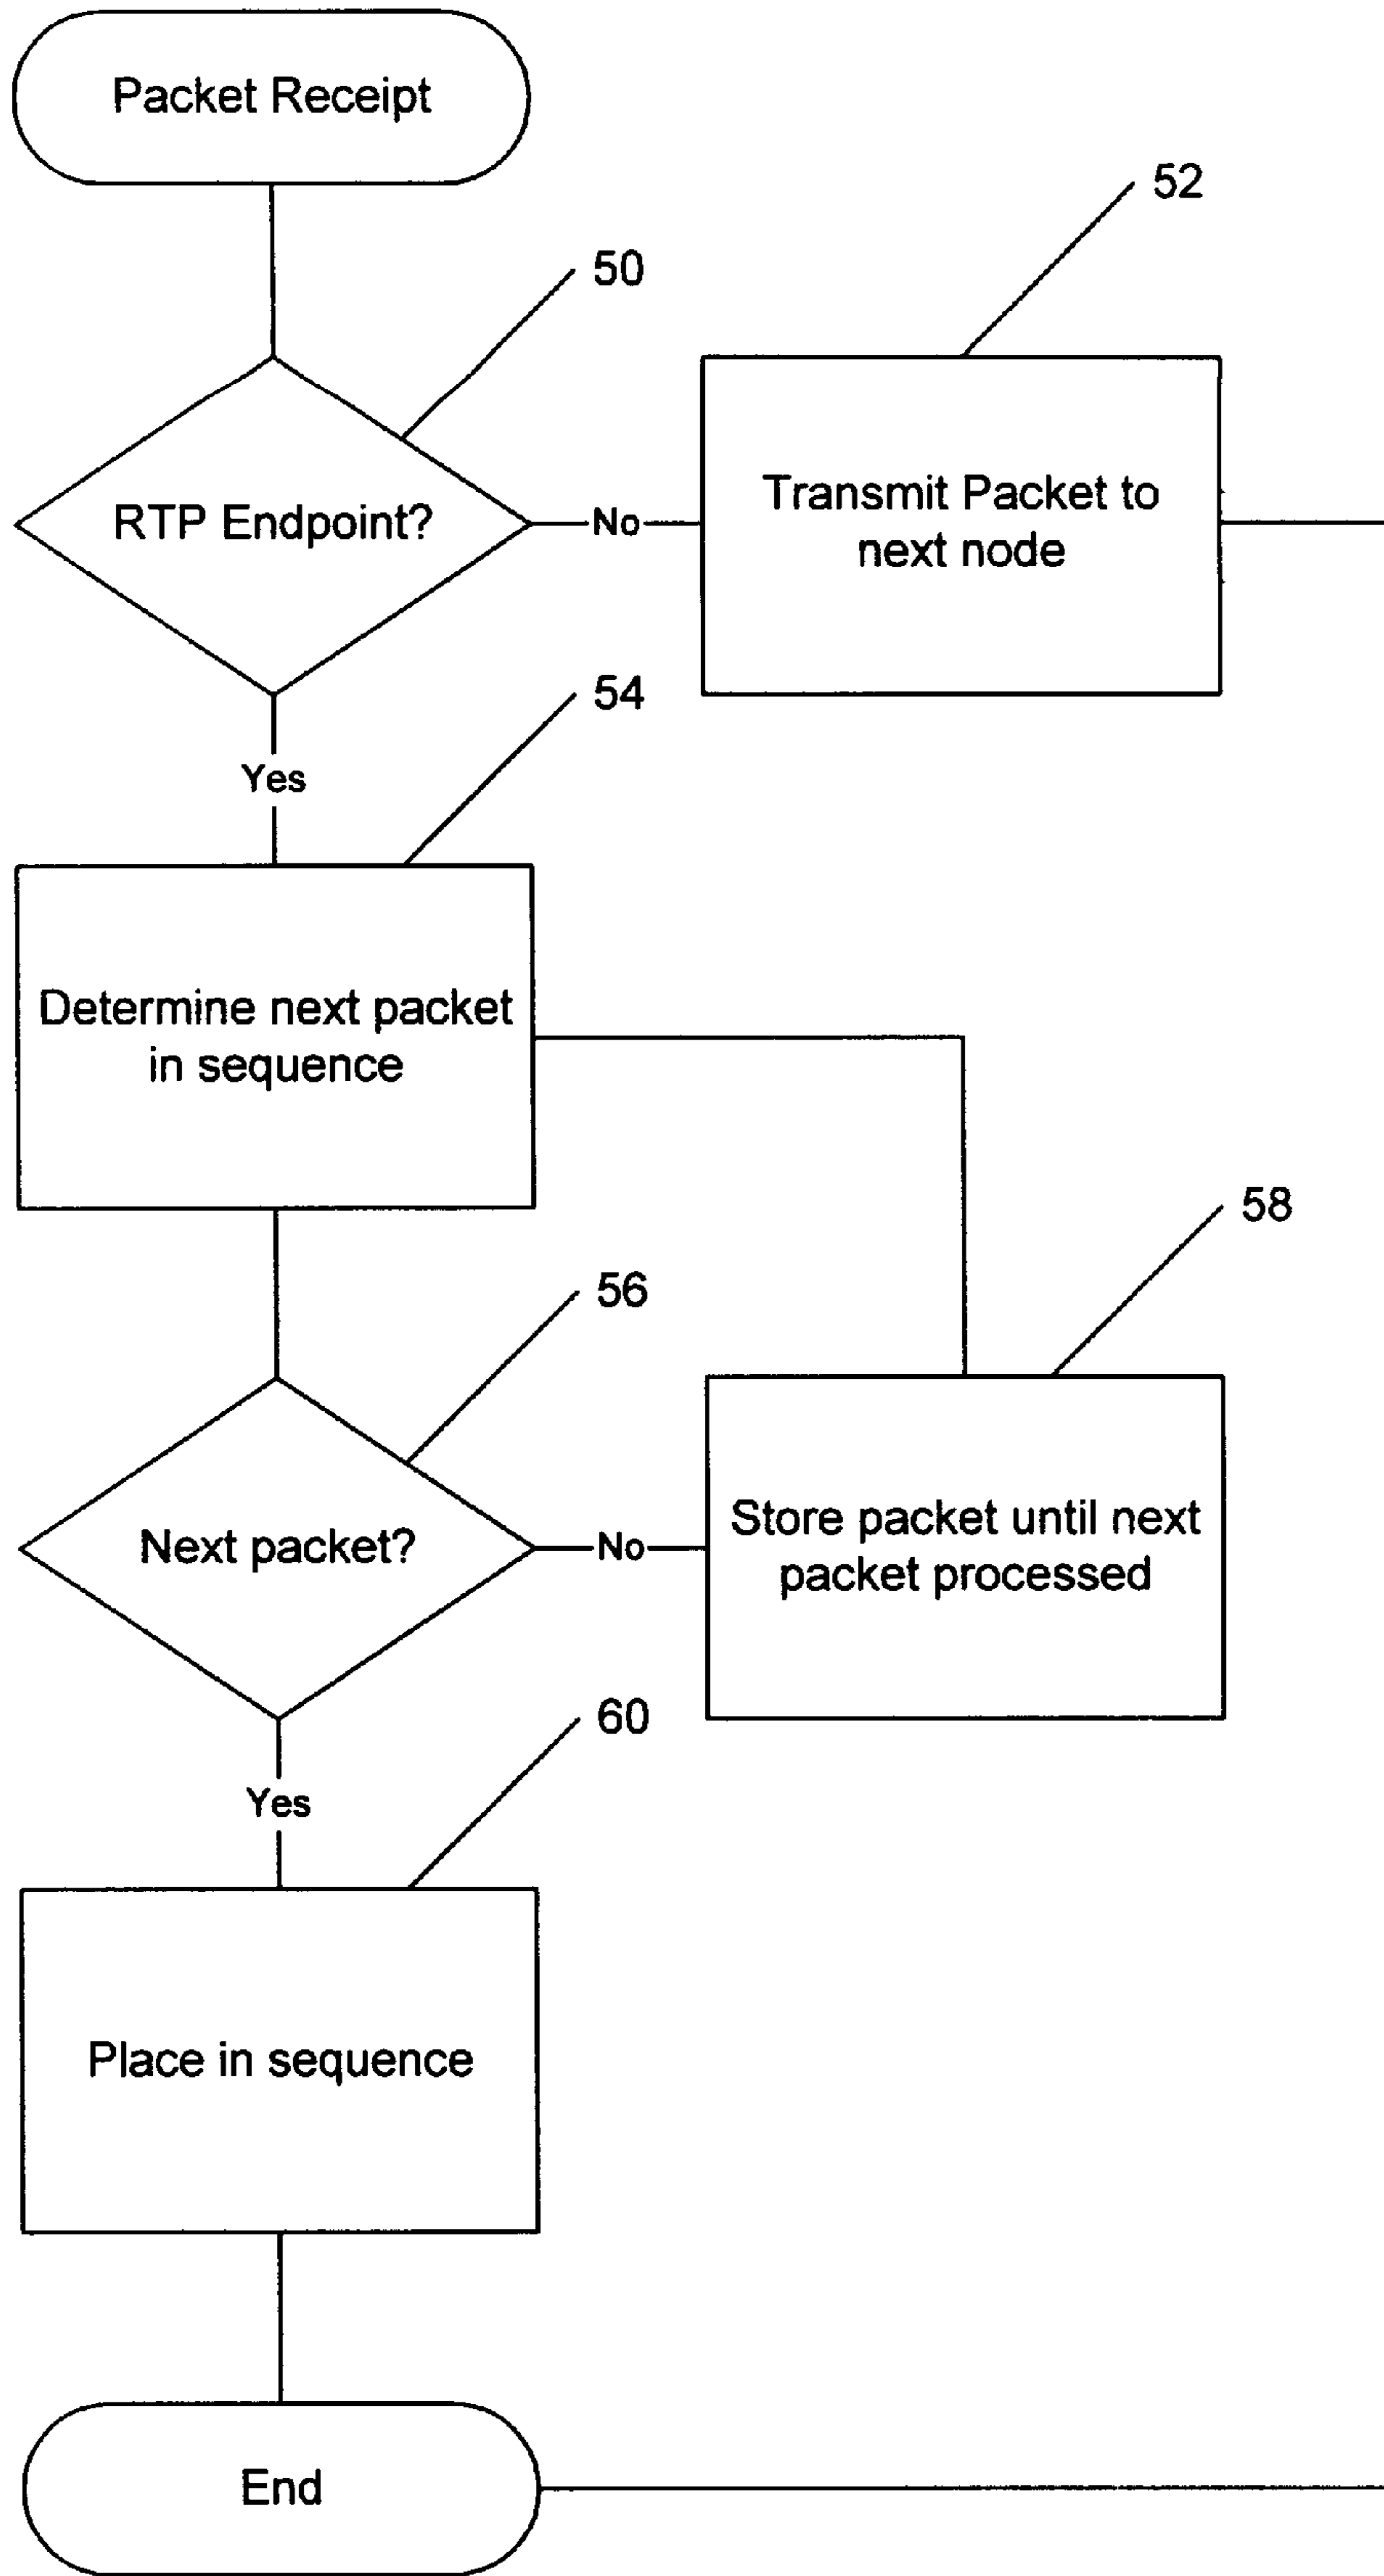 Packet Receipt
52
50
RTP Endpoint?
No
Transmit Packet to
next node
54
Yes
Determine next packet
in sequence
58
56
Next packet?
No
Store packet until next
packet processed
60
Yes
Place in sequence
End